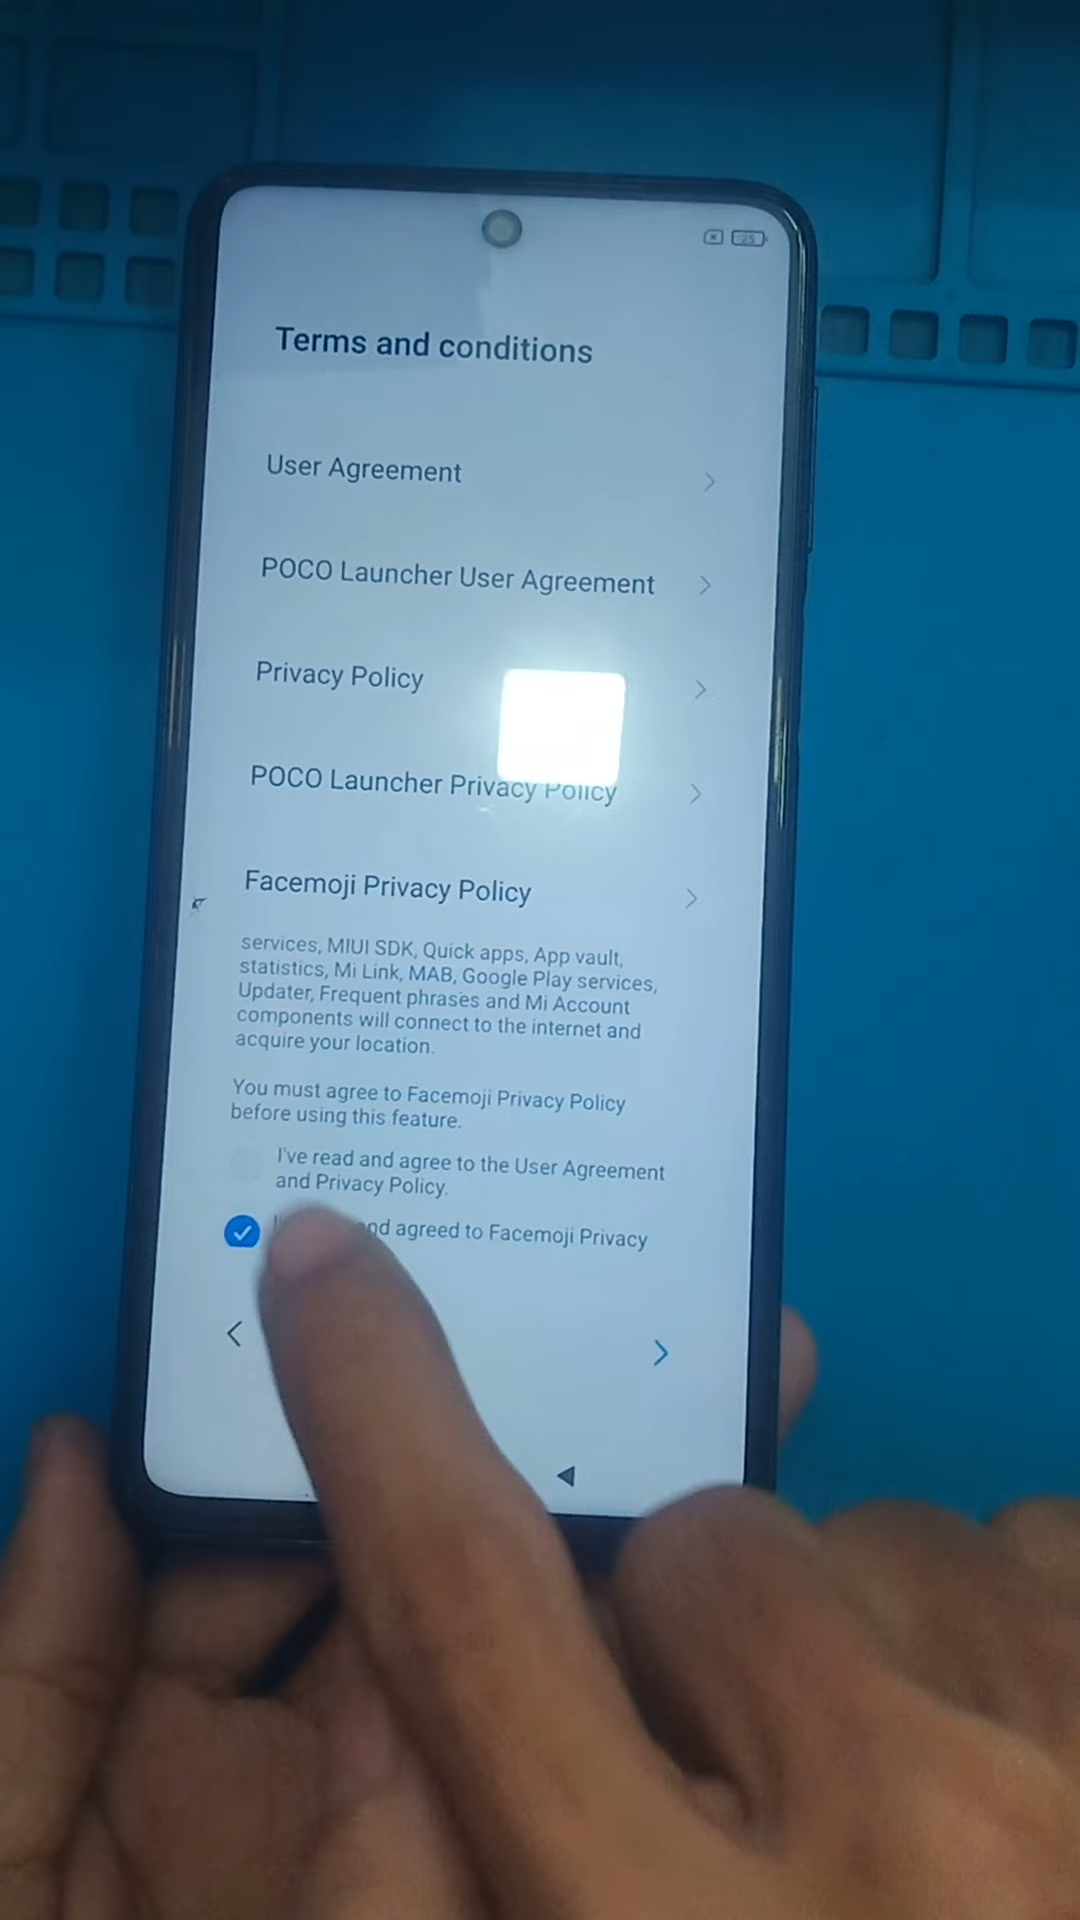 25
Terms and conditions
User Agreement
POCO Launcher User Agreement
Privacy Policy
POCO Launcher Privacy Policy
Facemoji Privacy Policy
services, MIUI SDK, Quick apps, App vault,
statistics, Mi Link, MAB, Google Play services,
Updater, Frequent phrases and Mi Account
components will connect to the internet and
acquire your location.
You must agree to Facemoji Privacy Policy
before using this feature.
I've read and agree to the User Agreement
and Privacy Policy.
agreed to Facemoji Privacy